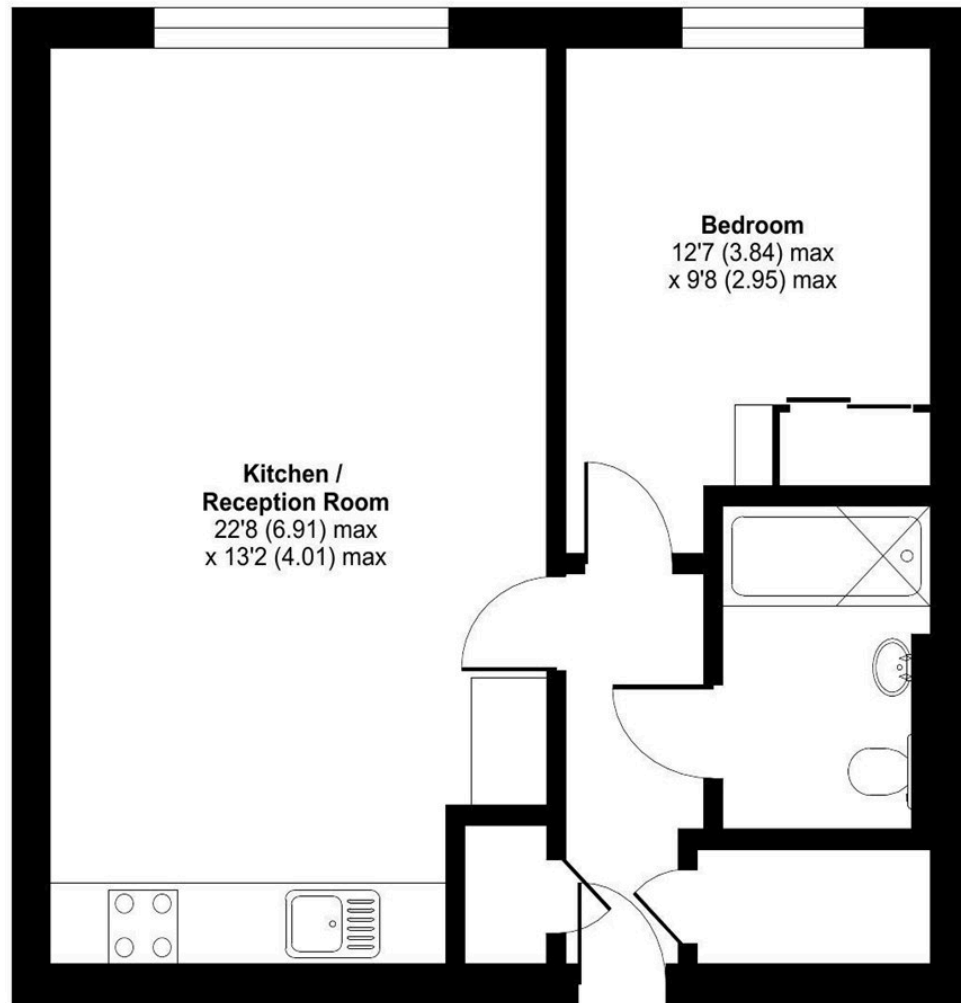 Bedroom
12'7 (3.84) max
x 9'8 (2.95) max
Kitchen /
Reception Room
22'8 (6.91) max
x 13'2 (4.01) max